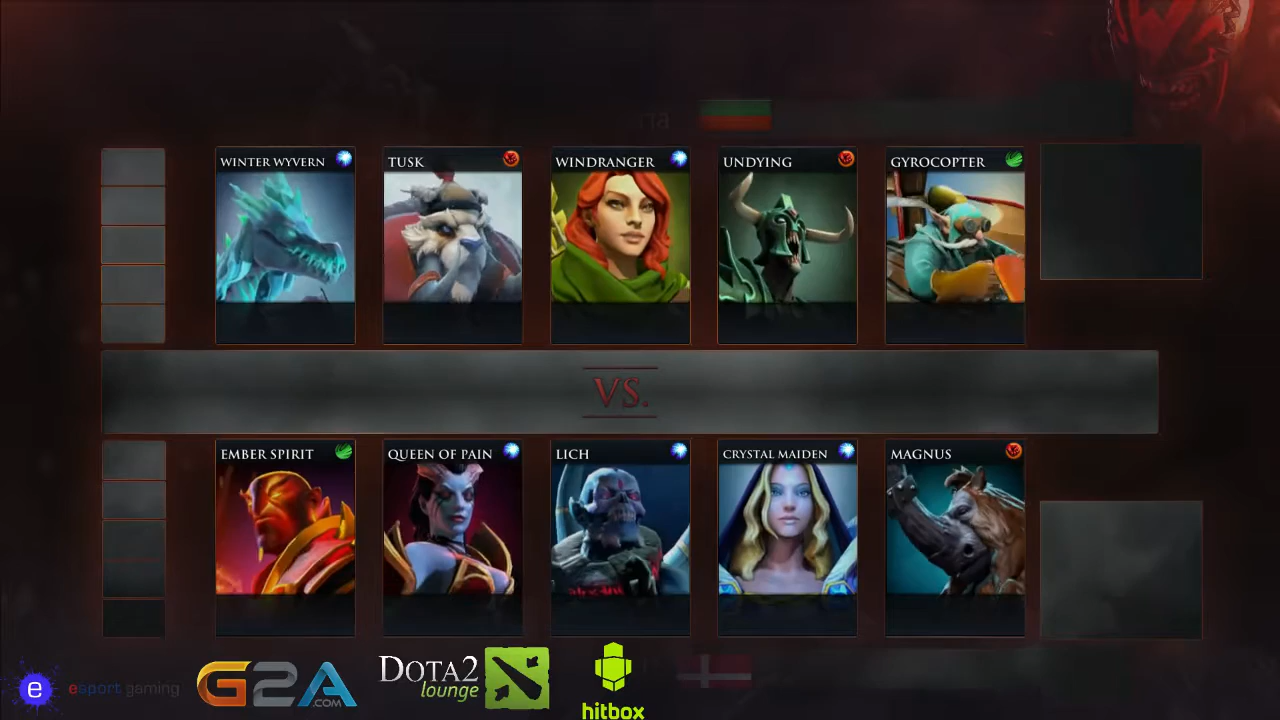 WINTER WYVERN TUSK WINDRANGER UNDYING GYROCOPTER
VS.
EMBER SPIRIT QUEEN OF PAIN LICH CRYSTAL MAIDEN MAGNUS
e esport gaming
G2A
.COM
DOTA2
lounge
hitbox